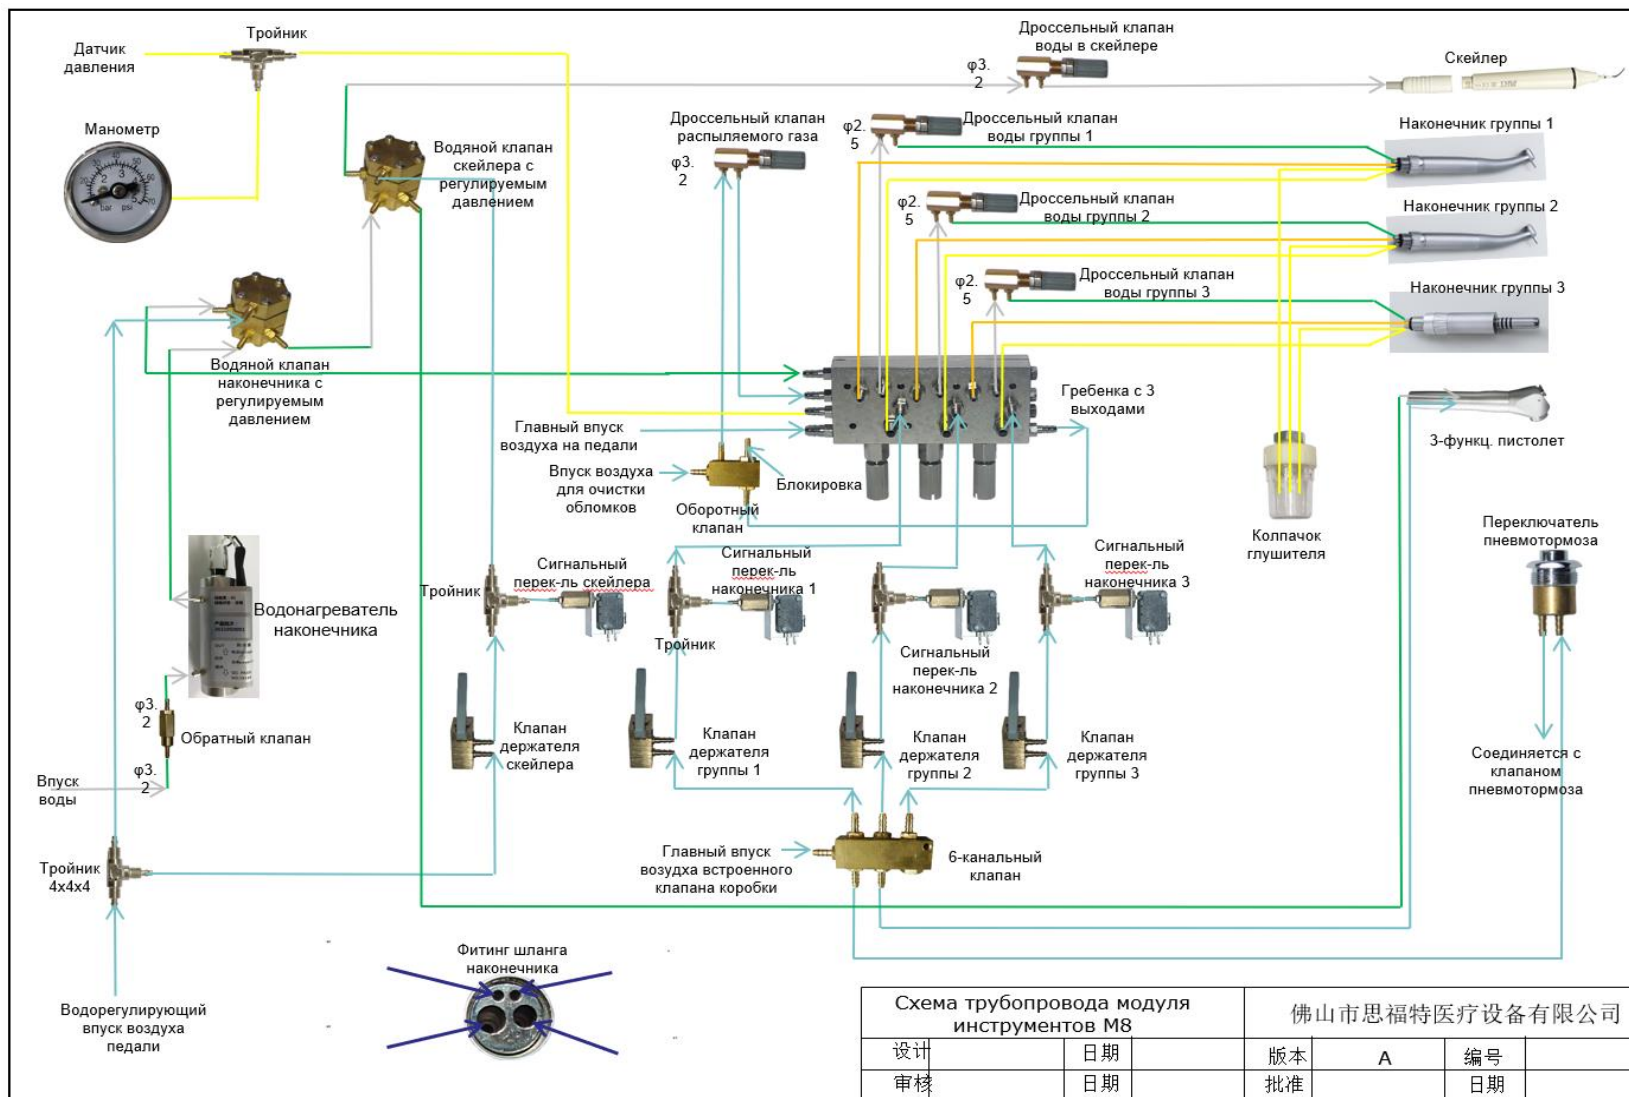 Датчик
давления
Тройник
Манометр
bar
psi
Водяной клапан
скейлера с
регулируемым
давлением
Водяной клапан
наконечника с
регулируемым
давлением
Дроссельный клапан
воды в скейлере
φ3.
2
Скейлер
Дроссельный клапан
распыляемого газа
φ3.
2
Дроссельный клапан
воды группы 1
φ2.
5
Наконечник группы 1
Дроссельный клапан
воды группы 2
φ2.
5
Наконечник группы 2
Дроссельный клапан
воды группы 3
φ2.
5
Наконечник группы 3
Гребенка с 3
выходами
3-функц. пистолет
Главный впуск
воздуха на педали
Впуск воздуха
для очистки
обломков
Блокировка
Оборотный
клапан
Колпачок
глушителя
Переключатель
пневмотормоза
Водонагреватель
наконечника
Тройник
Сигнальный
перек-ль скейлера
Сигнальный
перек-ль
наконечника 1
Тройник
Сигнальный
перек-ль
наконечника 2
Сигнальный
перек-ль
наконечника 3
φ3.
2
Обратный клапан
φ3.
2
Впуск
воды
Клапан
держателя
скейлера
Клапан
держателя
группы 1
Клапан
держателя
группы 2
Клапан
держателя
группы 3
Соединяется с
клапаном
пневмотормоза
Тройник
4х4х4
Главный впуск
возудха встроенного
клапана коробки
6-канальный
клапан
Водорегулирующий
впуск воздуха
педали
Фитинг шланга
наконечника
Схема трубопровода модуля
инструментов М8
佛山市思福特医疗设备有限公司
设计 日期 版本 A 编号
审核 日期 批准 日期